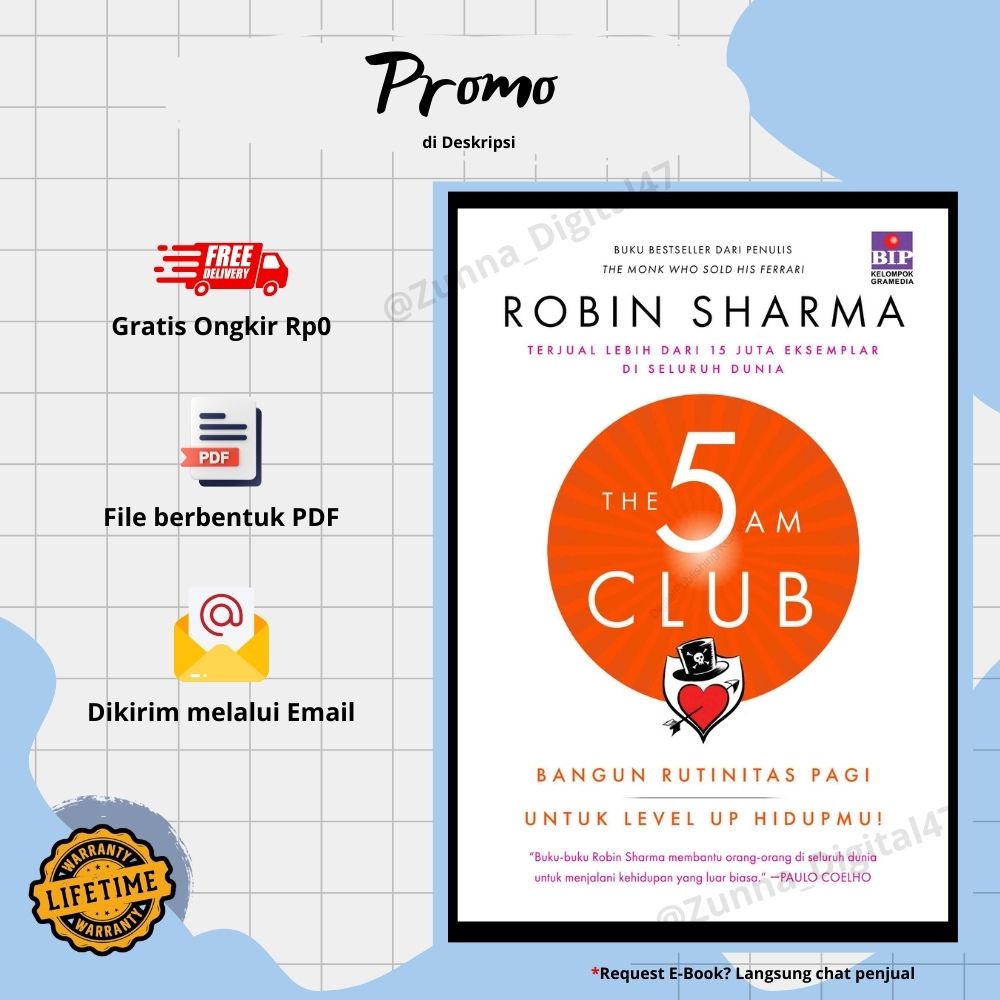 Promo
di Deskripsi
@Zunna_Digital47
FREE
DELIVERY
Gratis Ongkir Rp0
PDF
File berbentuk PDF
@
Dikirim melalui Email
WARRANTY
LIFETIME
WARRANTY
BUKU BESTSELLER DARI PENULIS
THE MONK WHO SOLD HIS FERRARI
BIP
KELOMPOK
GRAMEDIA
ROBIN SHARMA
TERJUAL LEBIH DARI 15 JUTA EKSEMPLAR
DI SELURUH DUNIA
THE 5 AM
CLUB
BANGUN RUTINITAS PAGI
UNTUK LEVEL UP HIDUPMU!
“Buku-buku Robin Sharma membantu orang-orang di seluruh dunia
untuk menjalani kehidupan yang luar biasa.” —PAULO COELHO
@Zunna_Digital47
*Request E-Book? Langsung chat penjual